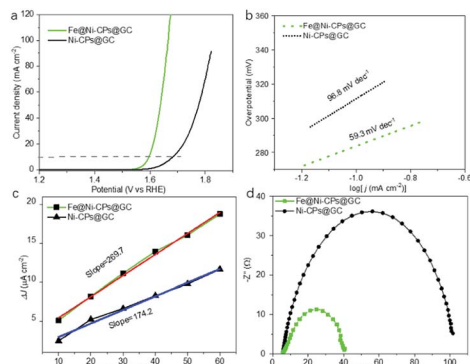 a
Fe@Ni-CPs@GC
Ni-CPs@GC
Current density (mA cm⁻²)
120
100
80
60
40
20
0
1.2
1.4
1.6
1.8
Potential (V vs RHE)
b
Fe@Ni-CPs@GC
Ni-CPs@GC
Overpotential (mV)
360
340
320
300
280
96.8 mV dec⁻¹
59.3 mV dec⁻¹
-1.2
-1.0
-0.8
-0.6
log[j (mA cm⁻²)]
c
Fe@Ni-CPs@GC
Ni-CPs@GC
ΔJ (μA cm⁻²)
20
15
10
5
Slope=269.7
Slope=174.2
10
20
30
40
50
60
d
Fe@Ni-CPs@GC
Ni-CPs@GC
-Z" (Ω)
40
30
20
10
0
0
20
40
60
80
100